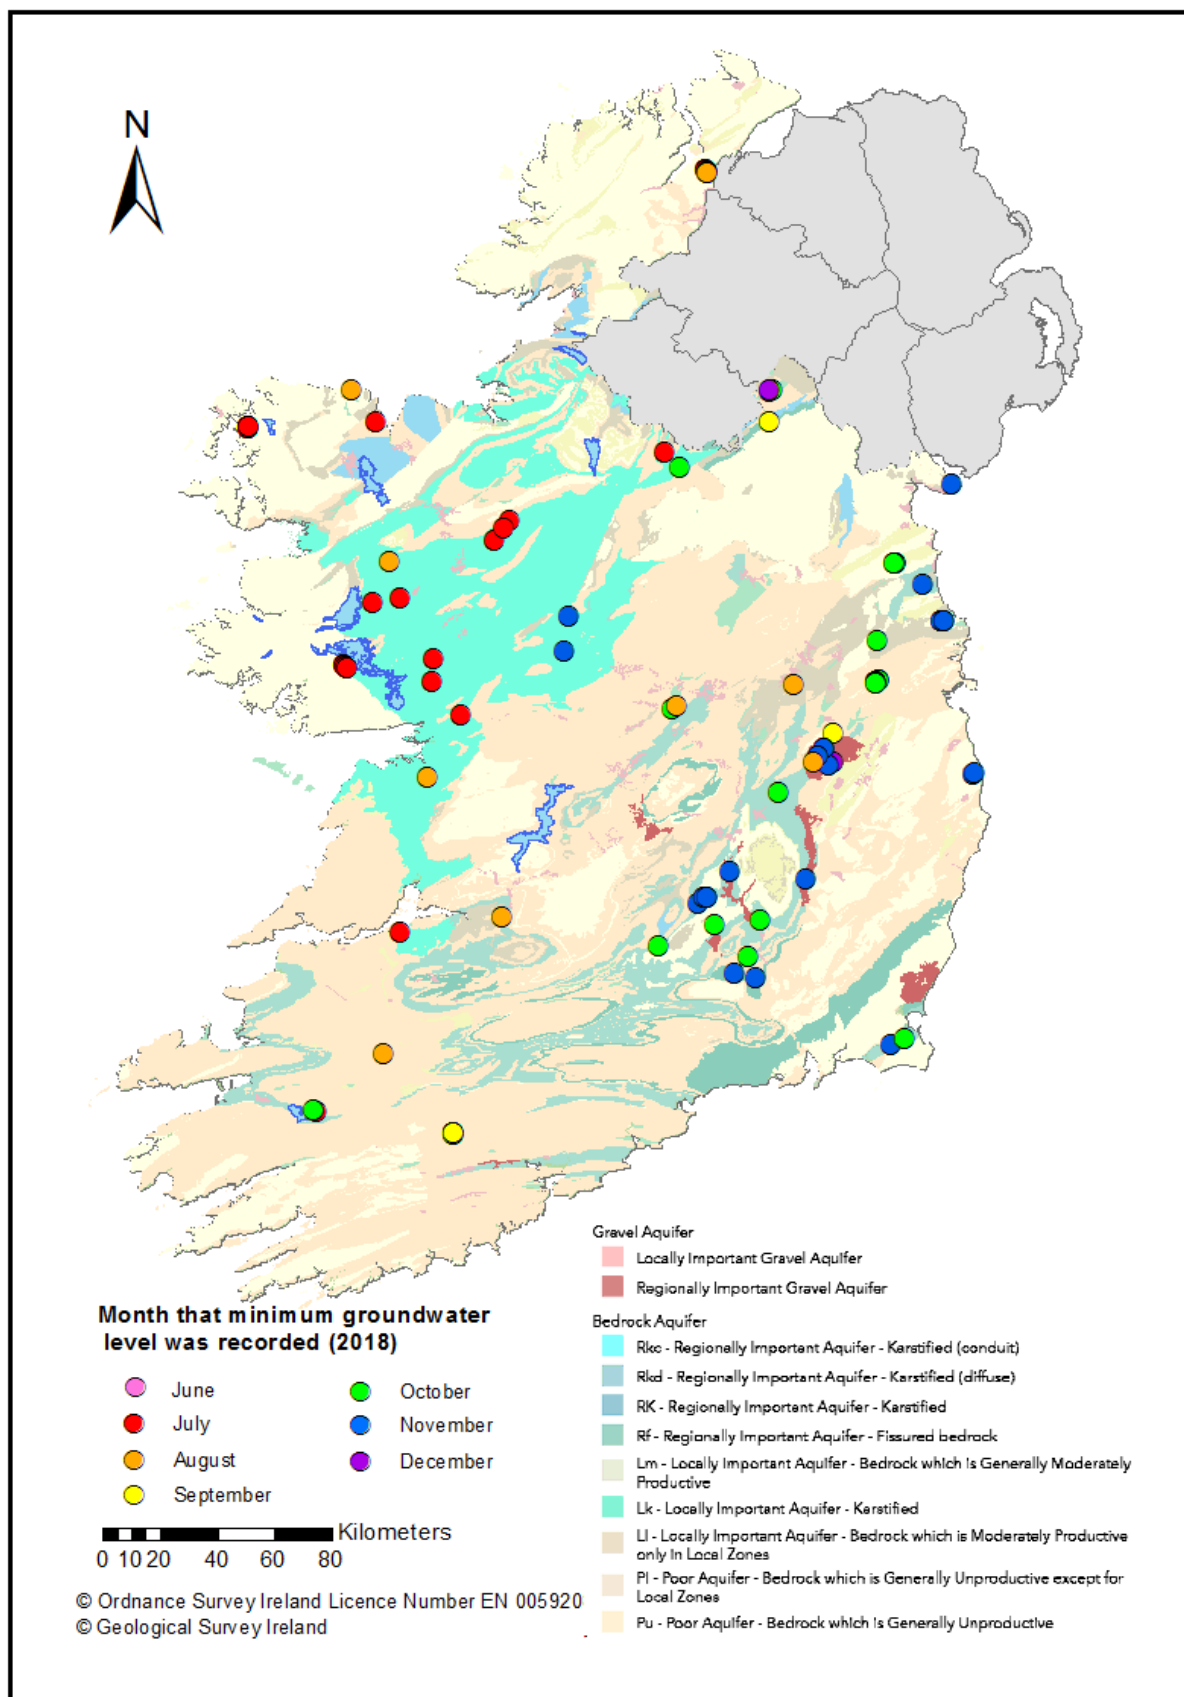 N
Gravel Aquifer
Locally Important Gravel Aquifer
Regionally Important Gravel Aquifer
Bedrock Aquifer
Rkc - Regionally Important Aquifer - Karstified (conduit)
Rkd - Regionally Important Aquifer - Karstified (diffuse)
RK - Regionally Important Aquifer - Karstified
Rf - Regionally Important Aquifer - Fissured bedrock
Lm - Locally Important Aquifer - Bedrock which is Generally Moderately
Productive
Lk - Locally Important Aquifer - Karstified
Ll - Locally Important Aquifer - Bedrock which is Moderately Productive
only in Local Zones
Pl - Poor Aquifer - Bedrock which is Generally Unproductive except for
Local Zones
Pu - Poor Aquifer - Bedrock which is Generally Unproductive
Month that minimum groundwater
level was recorded (2018)
June
July
August
September
October
November
December
Kilometers
0 10 20 40 60 80
© Ordnance Survey Ireland Licence Number EN 005920
© Geological Survey Ireland